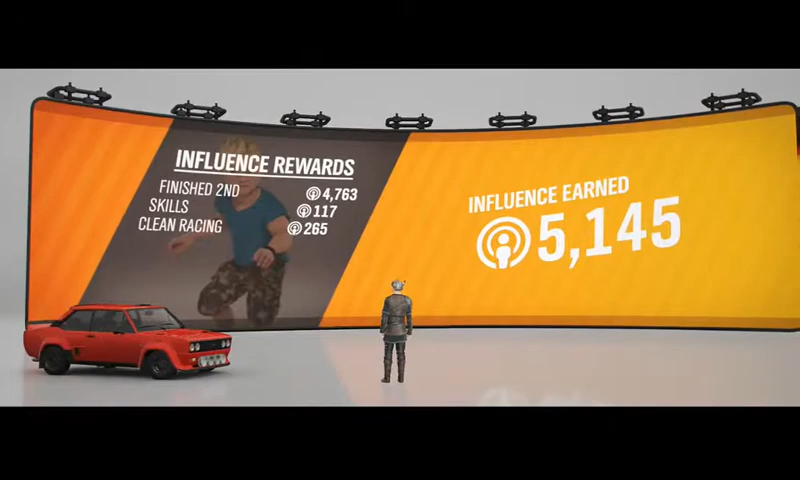 INFLUENCE REWARDS
FINISHED 2ND 4,763
SKILLS 117
CLEAN RACING 265
INFLUENCE EARNED
5,145